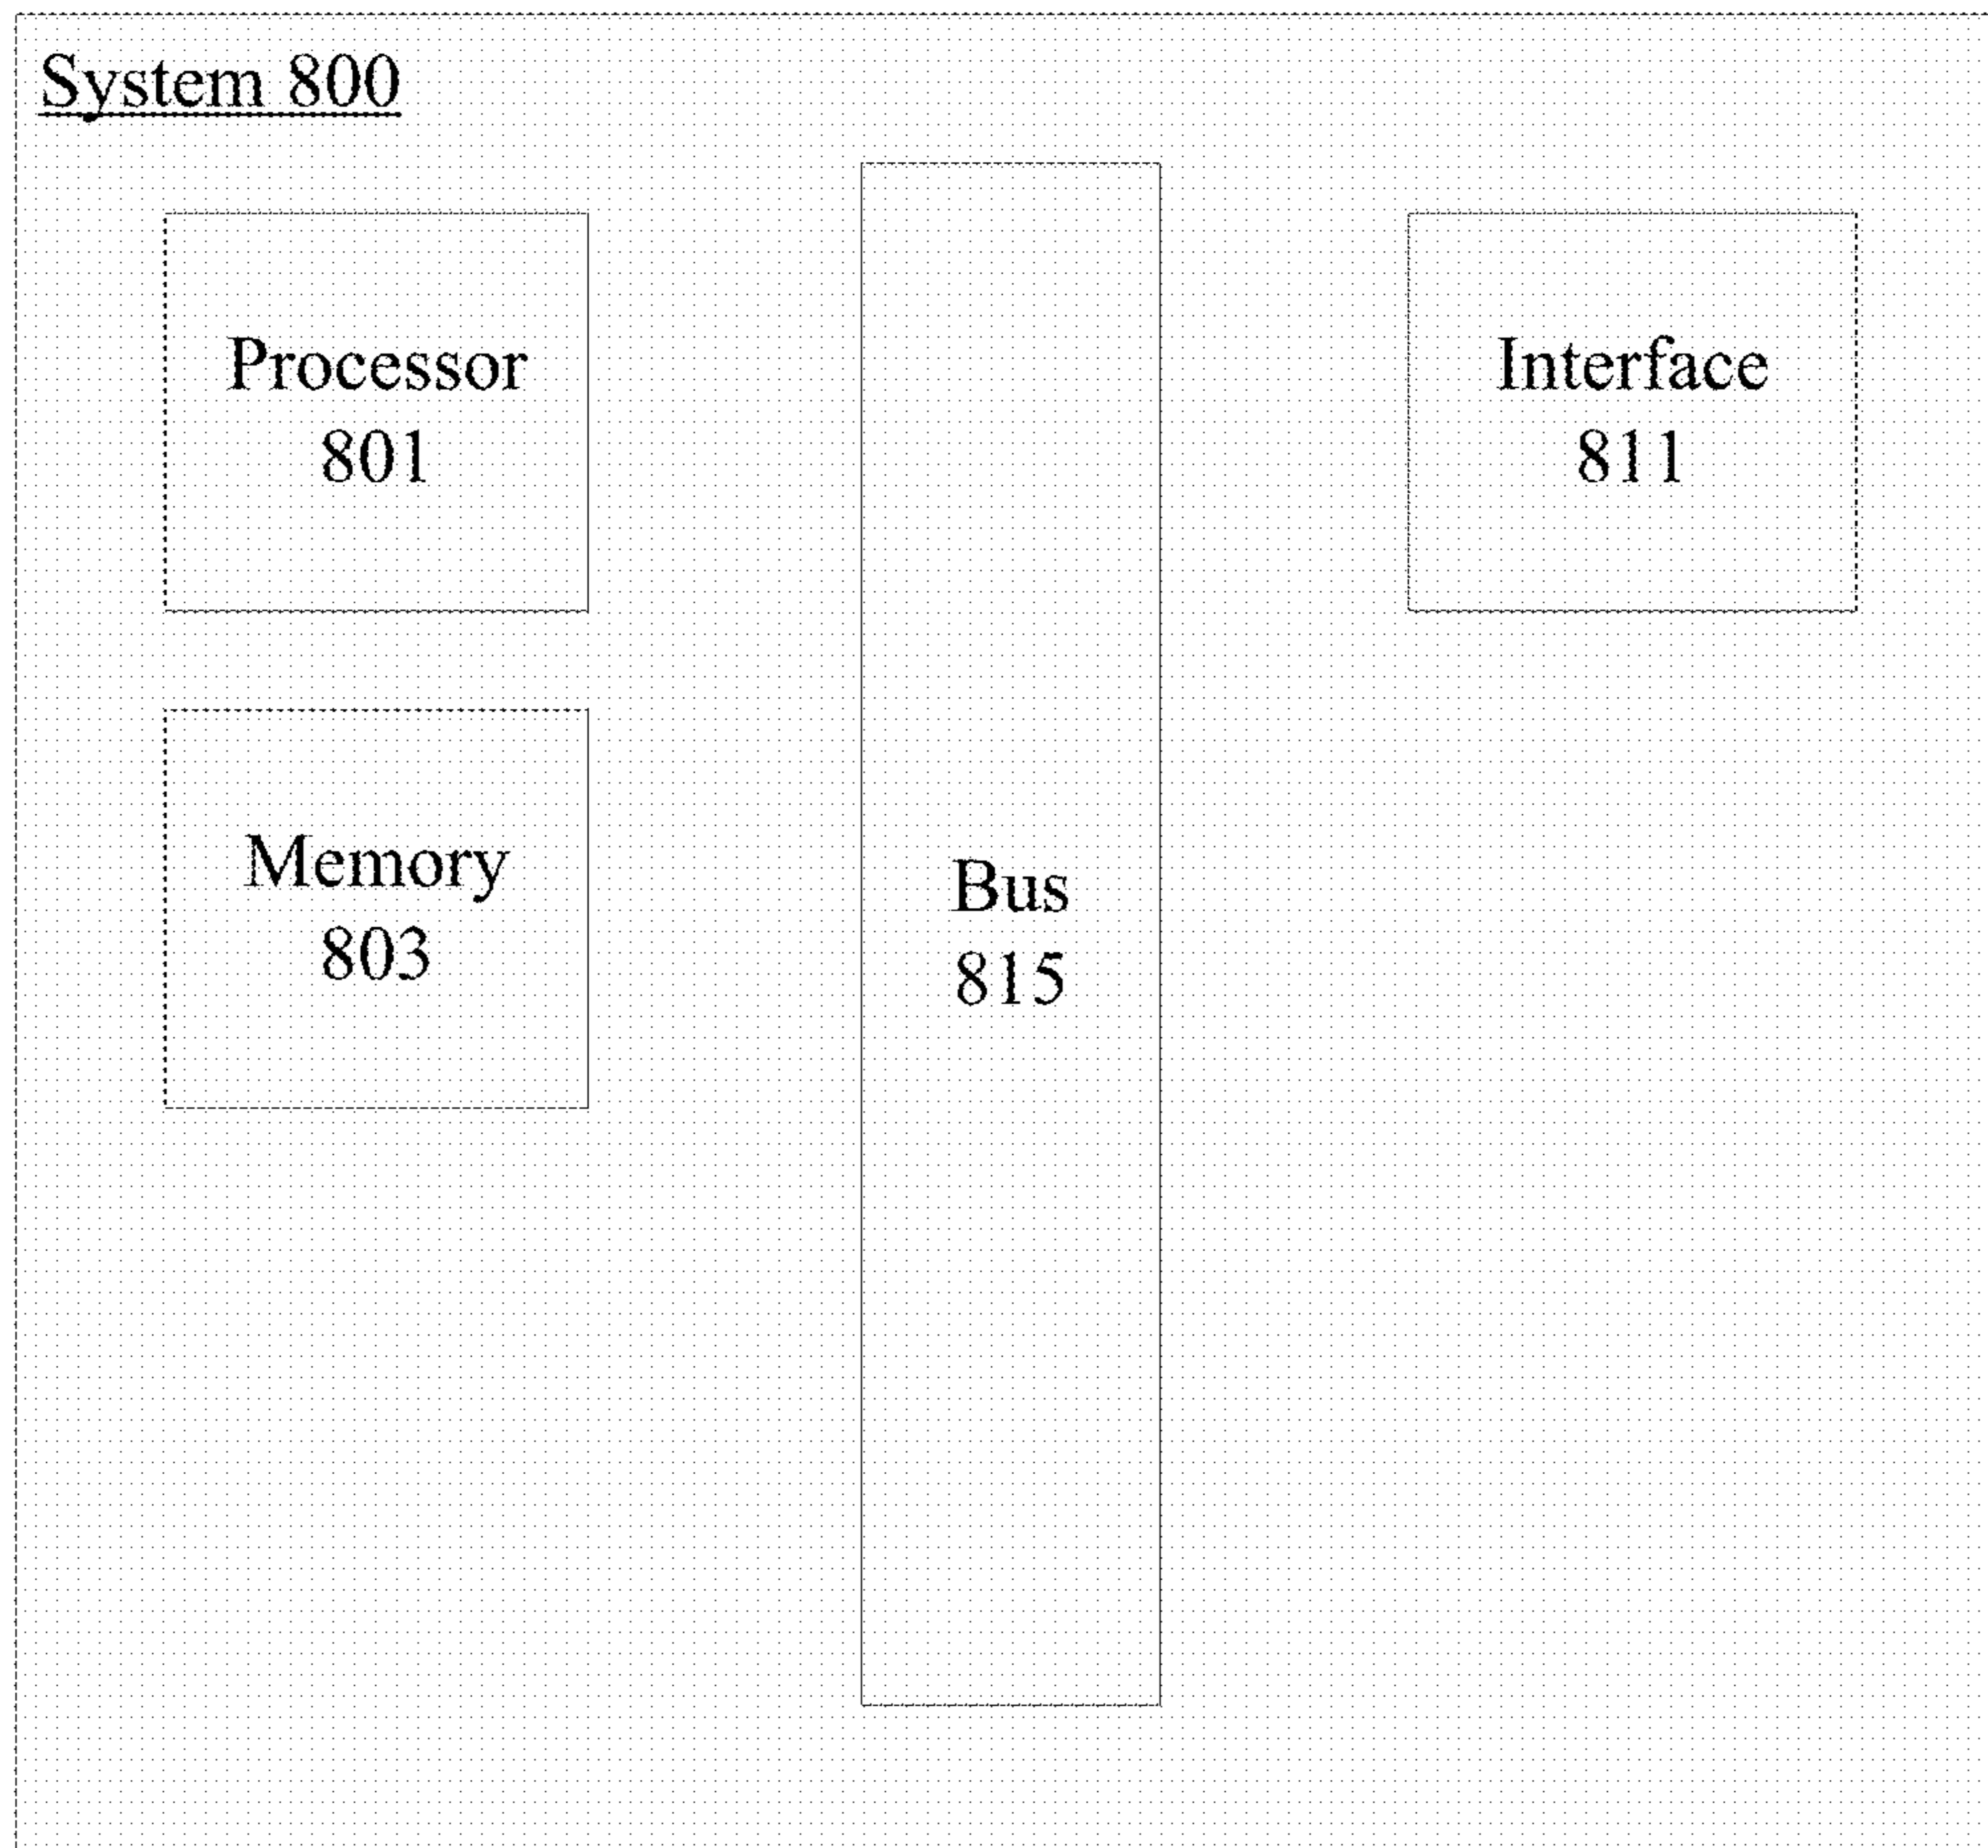 System 800
Processor
801
Interface
811
Memory
803
Bus
815